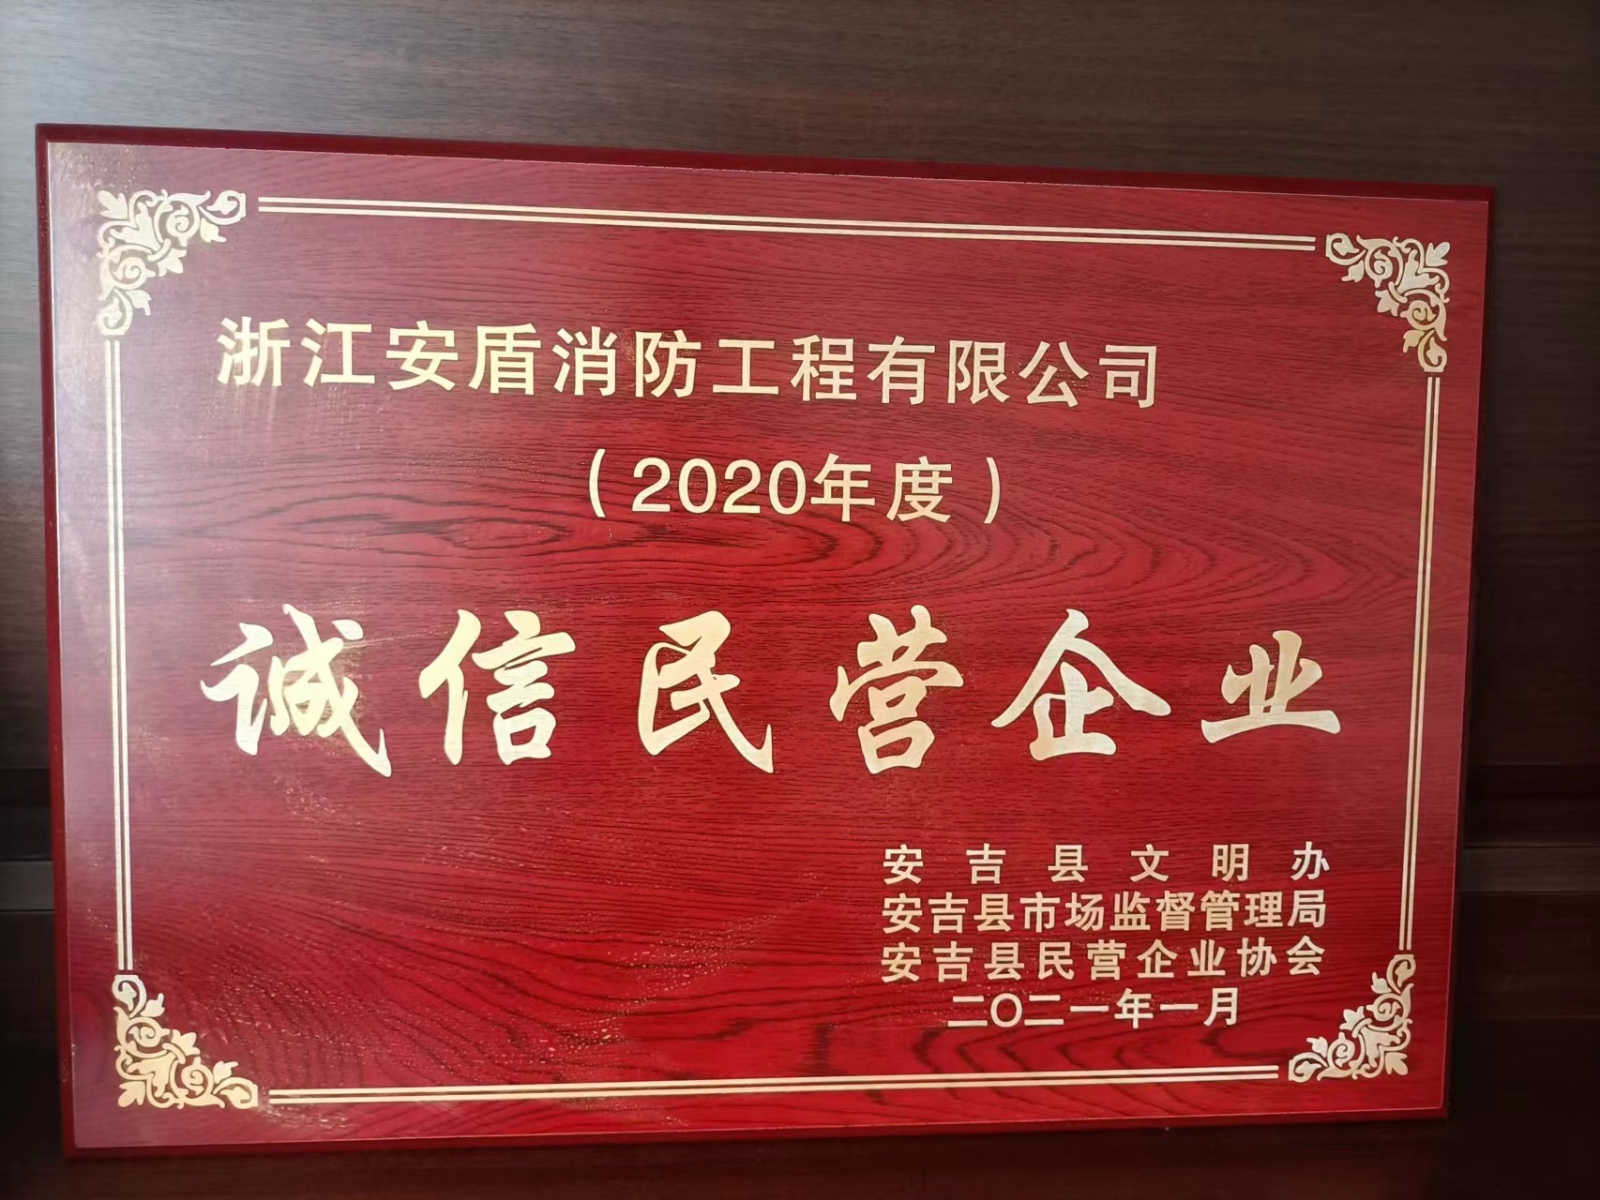 浙江安盾消防工程有限公司
（2020年度）
诚信民营企业
安吉县文明办
安吉县市场监督管理局
安吉县民营企业协会
二〇二一年一月